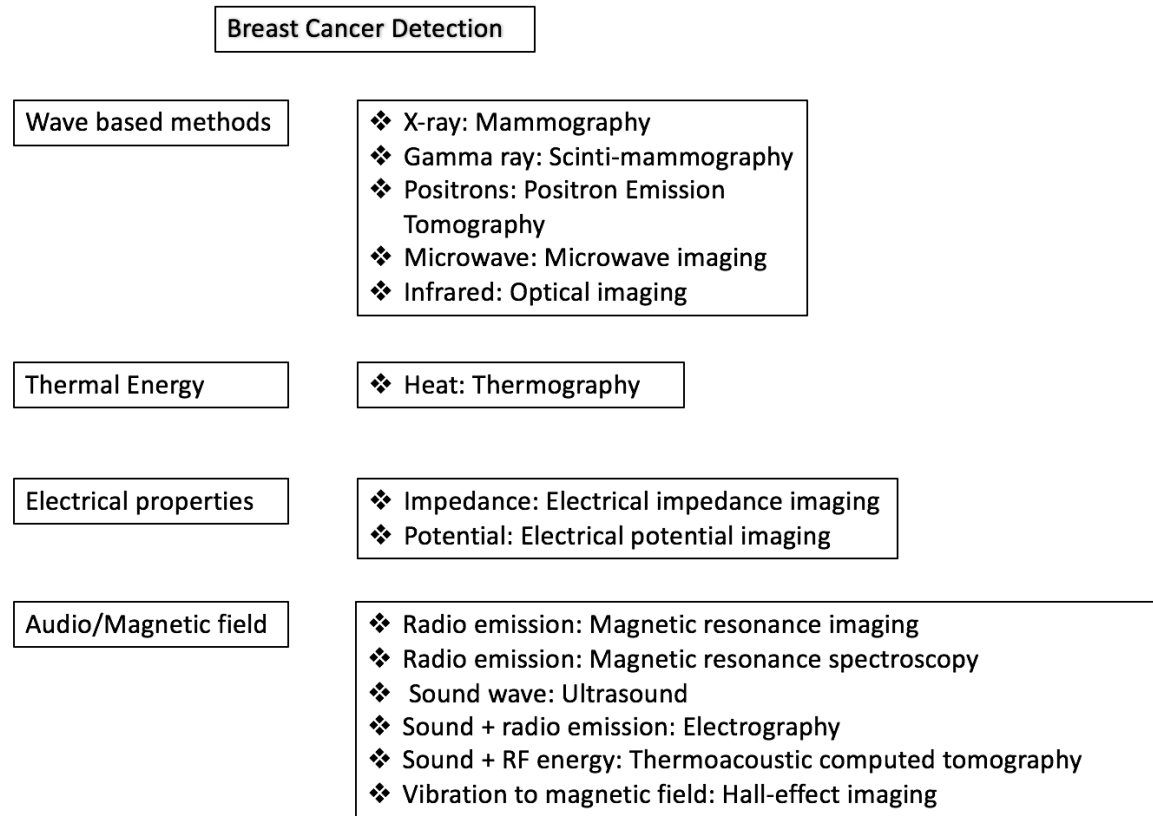 Breast Cancer Detection
Wave based methods
❖ X-ray: Mammography
❖ Gamma ray: Scinti-mammography
❖ Positrons: Positron Emission
Tomography
❖ Microwave: Microwave imaging
❖ Infrared: Optical imaging
Thermal Energy
❖ Heat: Thermography
Electrical properties
❖ Impedance: Electrical impedance imaging
❖ Potential: Electrical potential imaging
Audio/Magnetic field
❖ Radio emission: Magnetic resonance imaging
❖ Radio emission: Magnetic resonance spectroscopy
❖ Sound wave: Ultrasound
❖ Sound + radio emission: Electrography
❖ Sound + RF energy: Thermoacoustic computed tomography
❖ Vibration to magnetic field: Hall-effect imaging